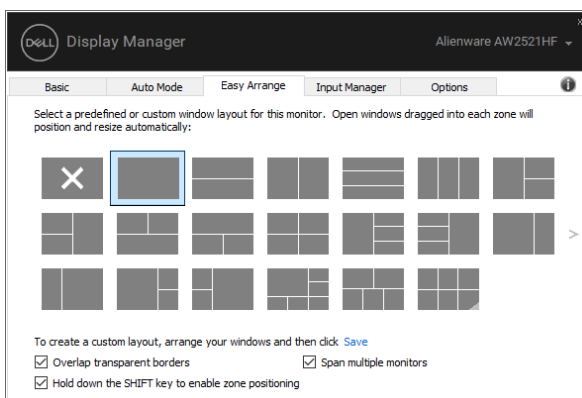 DELL Display Manager Alienware AW2521HF
Basic Auto Mode Easy Arrange Input Manager Options
Select a predefined or custom window layout for this monitor. Open windows dragged into each zone will
position and resize automatically:
To create a custom layout, arrange your windows and then click Save
Overlap transparent borders Span multiple monitors
Hold down the SHIFT key to enable zone positioning